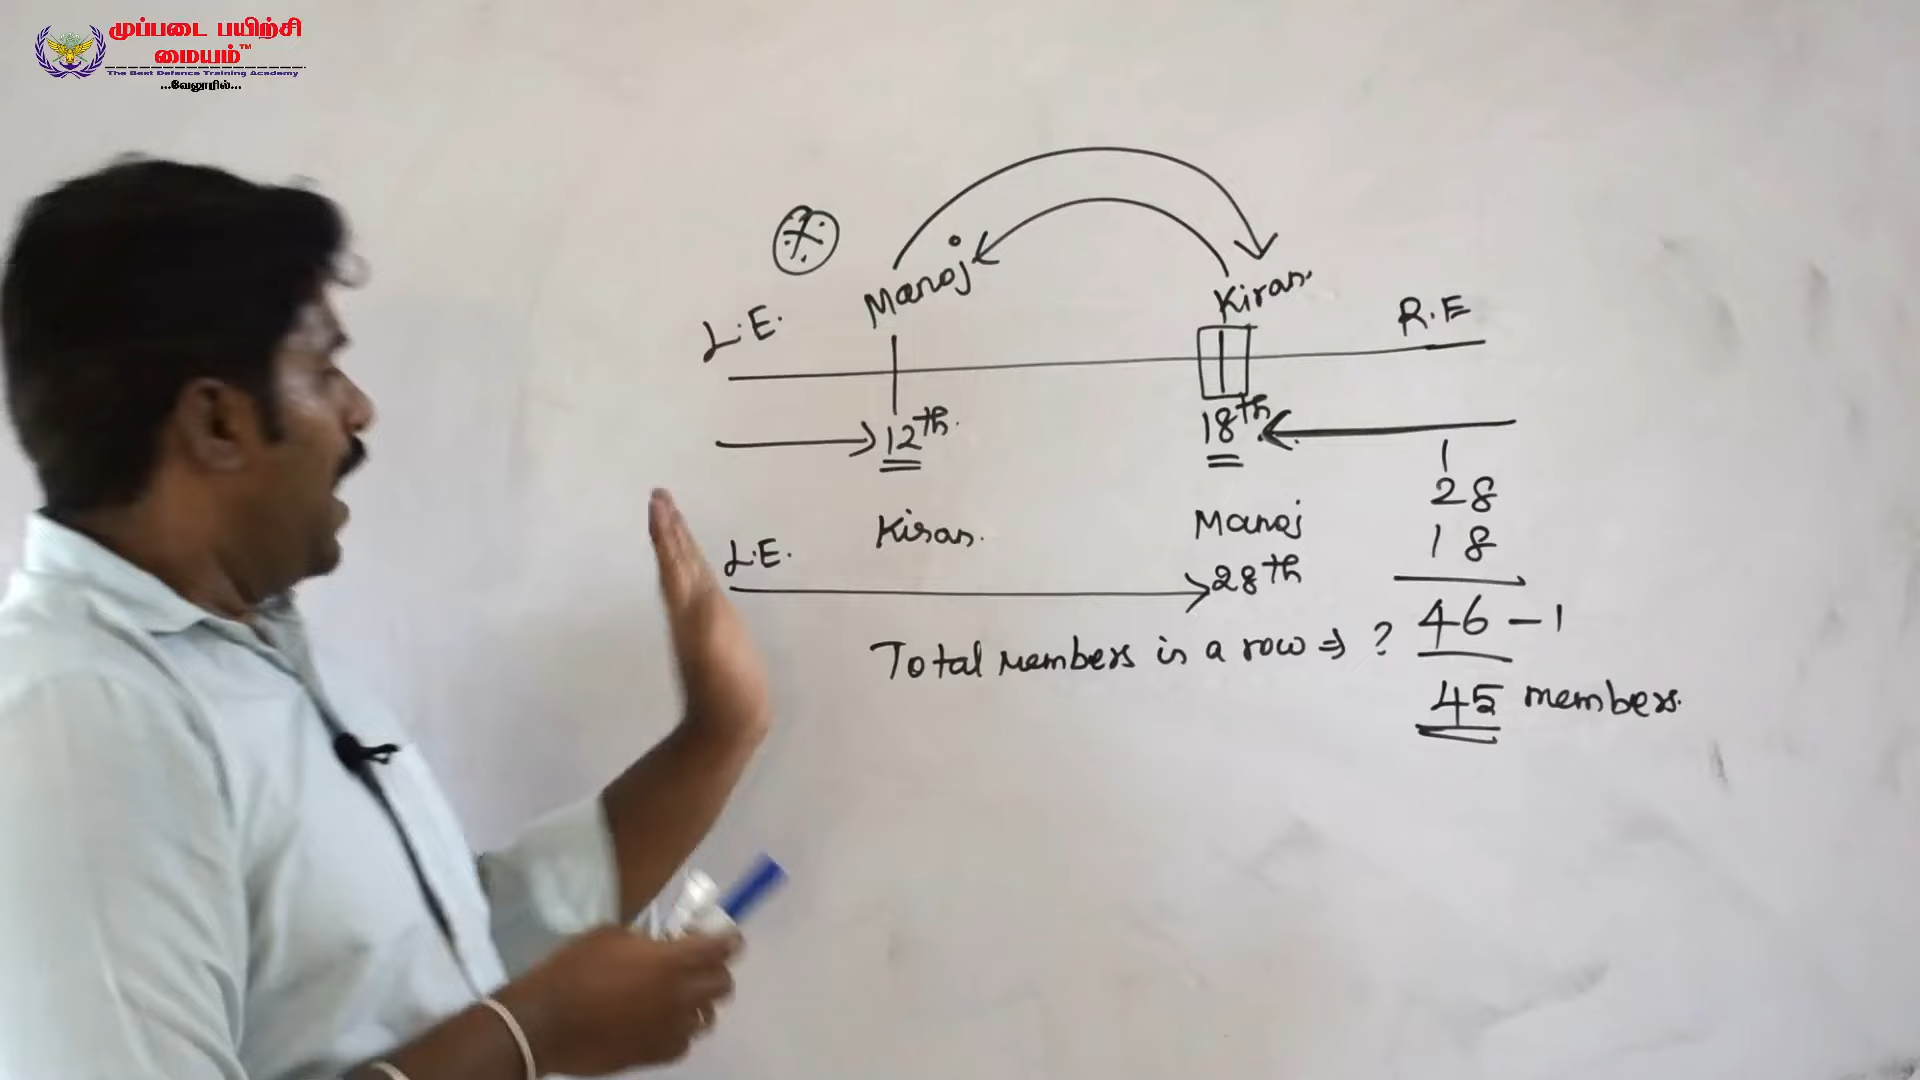 முப்படை பயிற்சி
மையம்™
The Best Defence Training Academy
...வேலூரில்...
Manoj
Kiran.
L.E.
R.E
12th.
18th
Kiran.
Manoj
28
18
L.E.
28th
46 - 1
Total members in a row ⇒ ?
45 members.